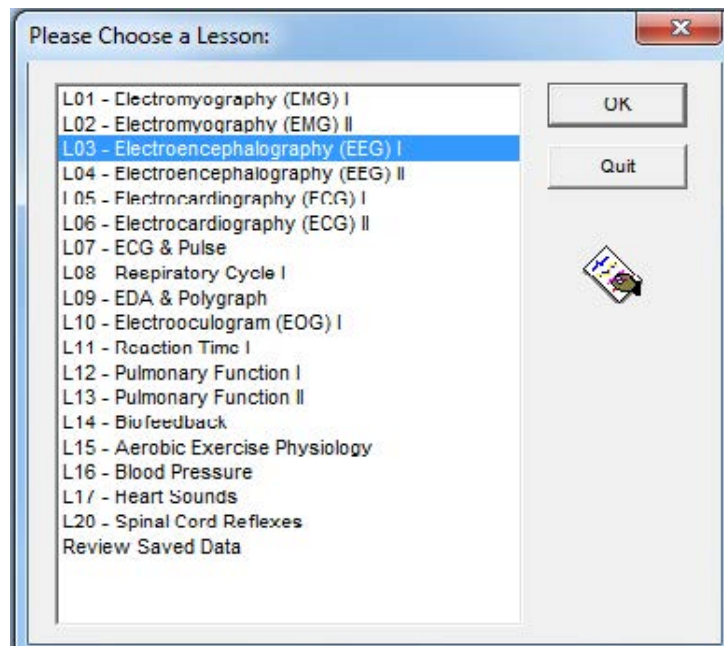 Please Choose a Lesson:
L01 - Electromyography (EMG) I
L02 - Electromyography (EMG) II
L03 - Electroencephalography (EEG) I
L04 - Electroencephalography (EEG) II
L05 - Electrocardiography (ECG) I
L06 - Electrocardiography (ECG) II
L07 - ECG & Pulse
L08 - Respiratory Cycle I
L09 - EDA & Polygraph
L10 - Electrooculogram (EOG) I
L11 - Reaction Time I
L12 - Pulmonary Function I
L13 - Pulmonary Function II
L14 - Biofeedback
L15 - Aerobic Exercise Physiology
L16 - Blood Pressure
L17 - Heart Sounds
L20 - Spinal Cord Reflexes
Review Saved Data
OK
Quit